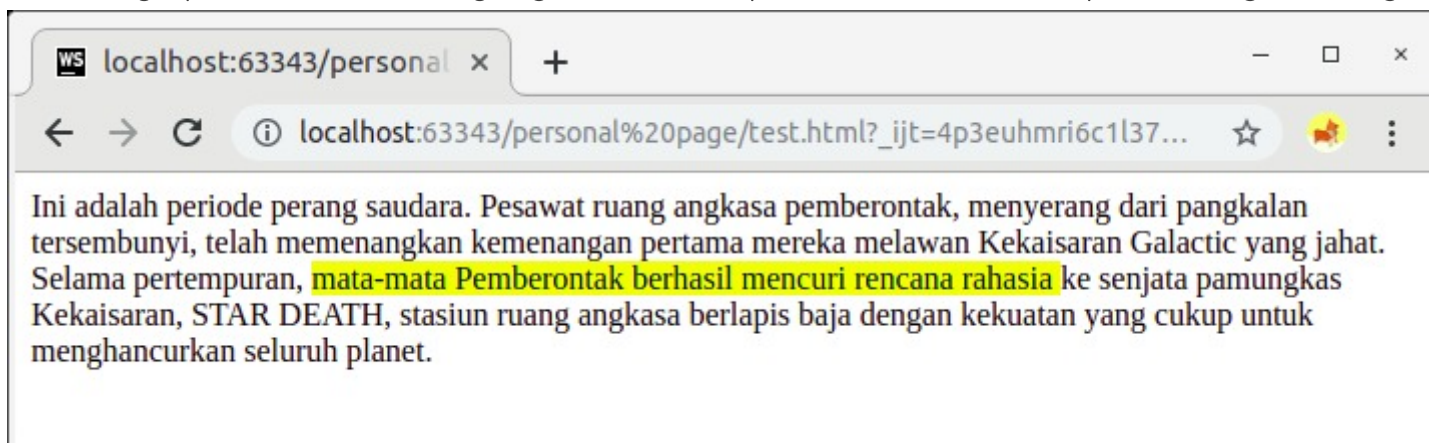 localhost:63343/personal
localhost:63343/personal%20page/test.html?_ijt=4p3euhmri6c1l37...
Ini adalah periode perang saudara. Pesawat ruang angkasa pemberontak, menyerang dari pangkalan
tersembunyi, telah memenangkan kemenangan pertama mereka melawan Kekaisaran Galactic yang jahat.
Selama pertempuran, mata-mata Pemberontak berhasil mencuri rencana rahasia ke senjata pamungkas
Kekaisaran, STAR DEATH, stasiun ruang angkasa berlapis baja dengan kekuatan yang cukup untuk
menghancurkan seluruh planet.